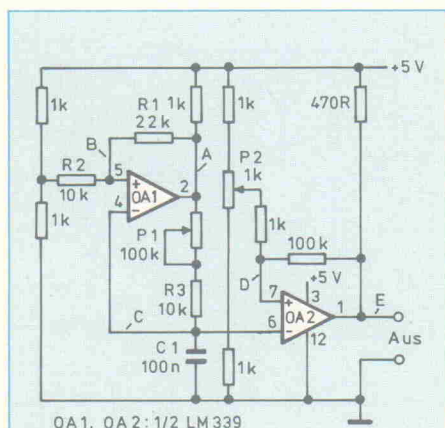 +5 V
1k
R1
22k
1k
1k
470R
B
A
R2
10k
5
+
4
−
OA1
2
P2
1k
1k
P1
100k
1k
100k
D
+5 V
R3
10k
7
+
6
−
OA2
3
12
1
E
C
C1
100n
1k
Aus
OA1, OA2: 1/2 LM339